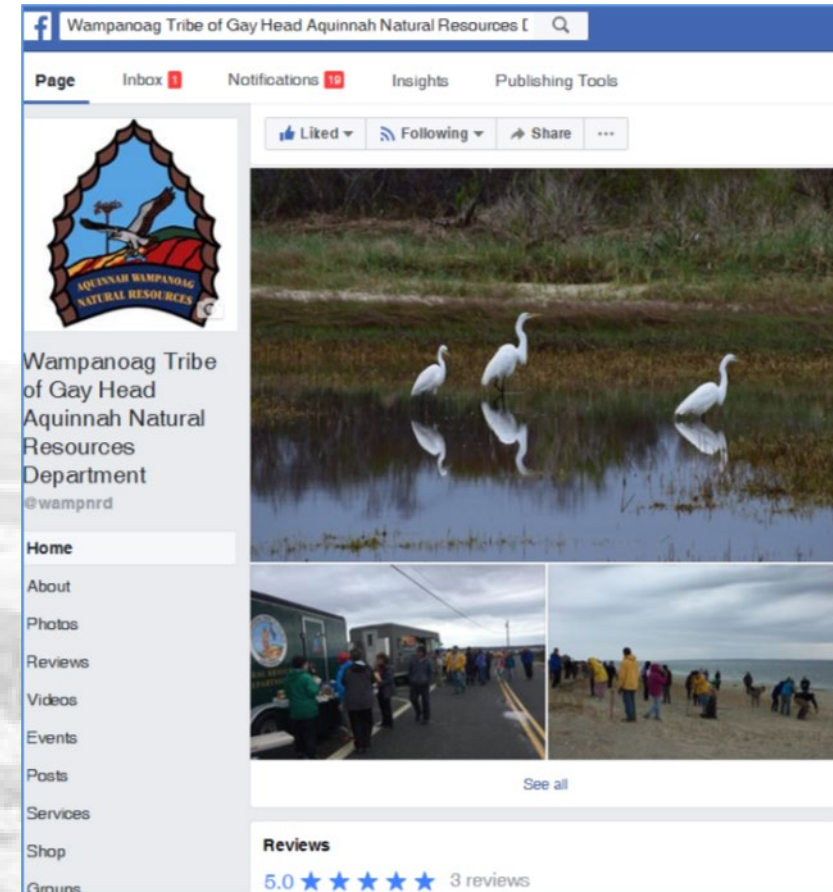 Wampanoag Tribe of Gay Head Aquinnah Natural Resources D
Page Inbox 1 Notifications 19 Insights Publishing Tools
Liked Following Share ...
AQUINNAH WAMPANOAG
NATURAL RESOURCES
Wampanoag Tribe
of Gay Head
Aquinnah Natural
Resources
Department
@wampnrd
Home
About
Photos
Reviews
Videos
Events
Posts
Services
Shop
Groups
See all
Reviews
5.0 ★ ★ ★ ★ ★ 3 reviews